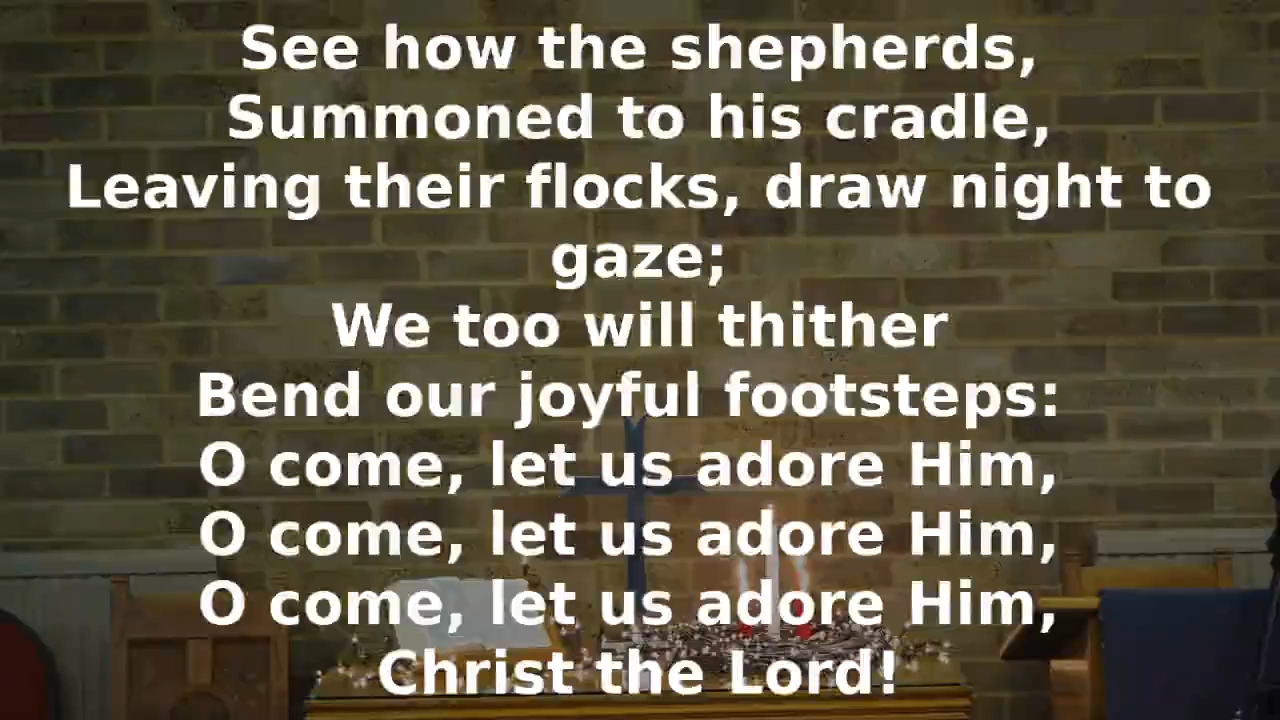 See how the shepherds,
Summoned to his cradle,
Leaving their flocks, draw night to
gaze;
We too will thither
Bend our joyful footsteps:
O come, let us adore Him,
O come, let us adore Him,
O come, let us adore Him,
Christ the Lord!